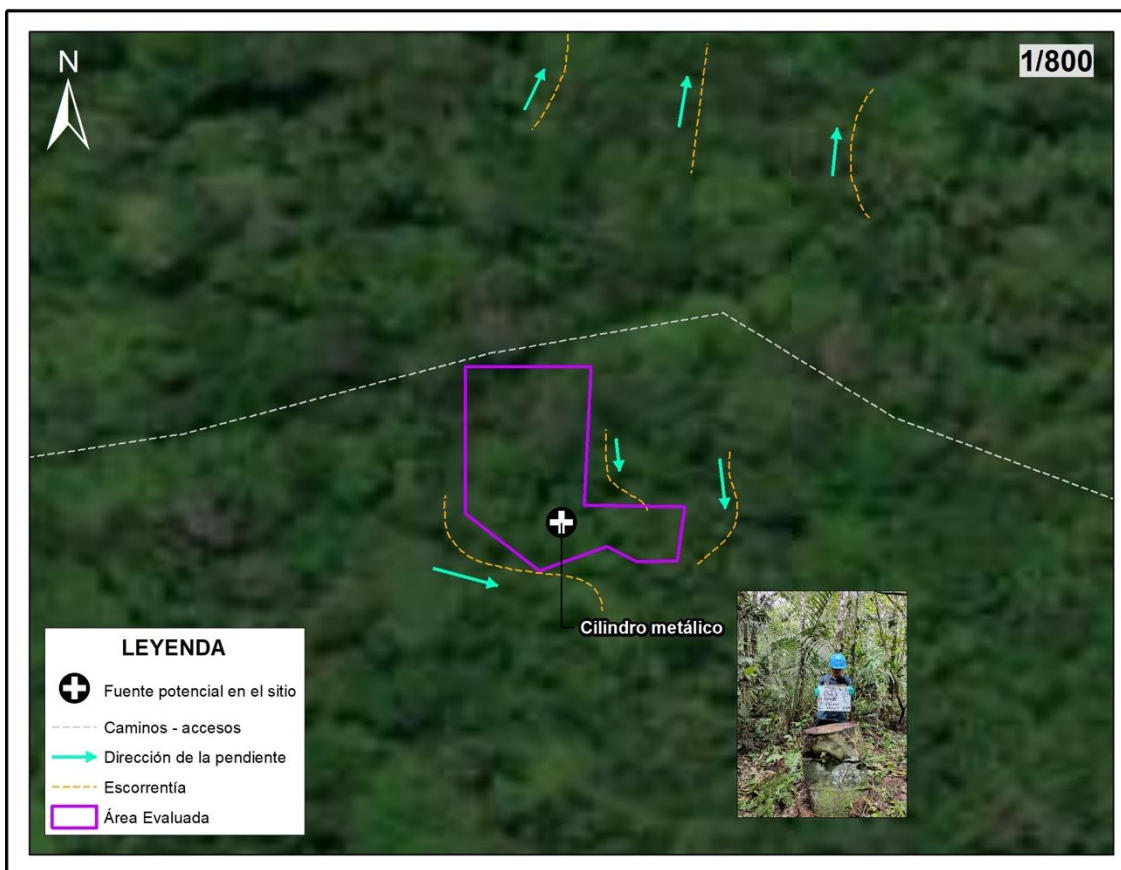 N
1/800
Cilindro metálico
LEYENDA
Fuente potencial en el sitio
Caminos - accesos
Dirección de la pendiente
Escorrentía
Área Evaluada